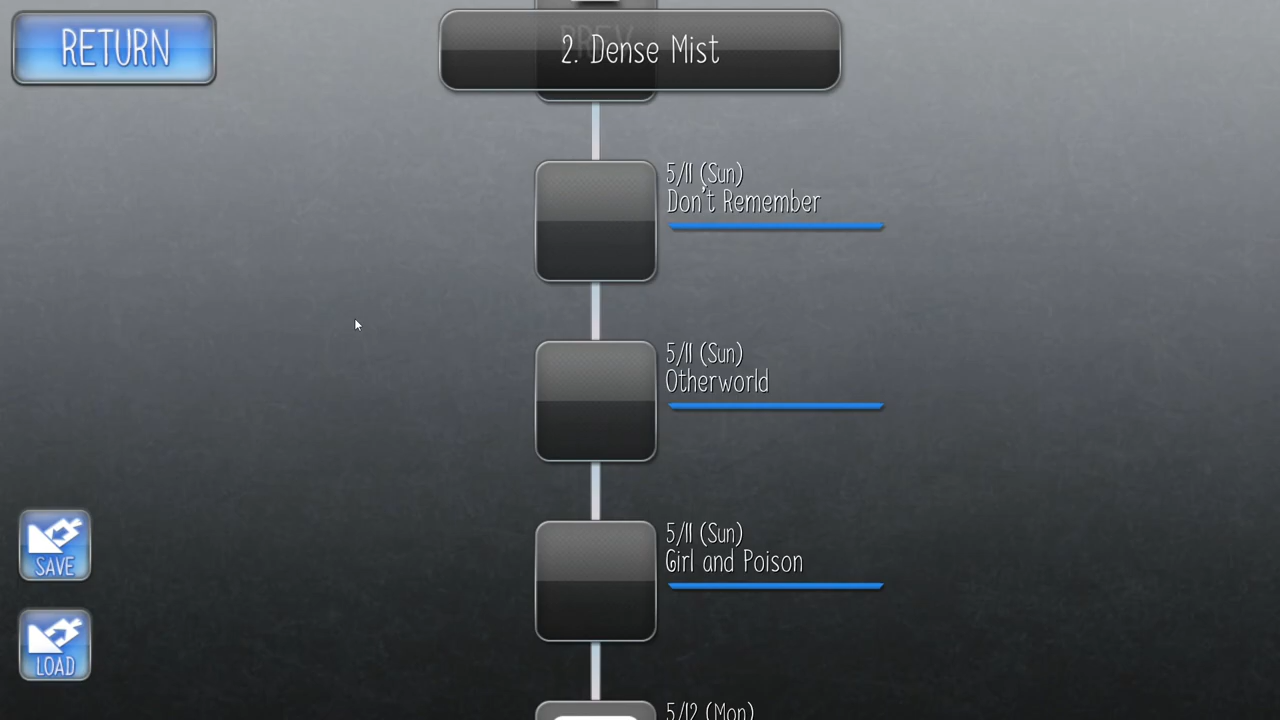 RETURN
PREV
2. Dense Mist
5/11 (Sun)
Don't Remember
5/11 (Sun)
Otherworld
5/11 (Sun)
Girl and Poison
SAVE
LOAD
5/12 (Mon)